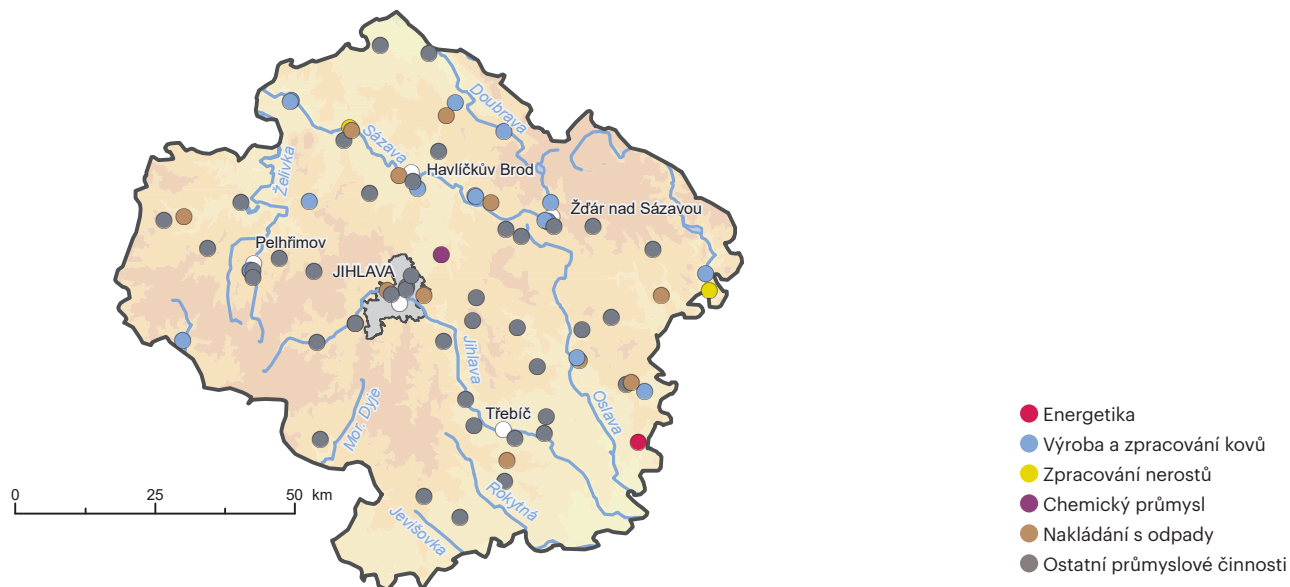 Doubrava
Sázava
Želivka
Havlíčkův Brod
Žďár nad Sázavou
Pelhřimov
JIHLAVA
Jihlava
Mor. Dyje
Oslava
Třebíč
Rokytná
Jevišovka
0 25 50 km
Energetika
Výroba a zpracování kovů
Zpracování nerostů
Chemický průmysl
Nakládání s odpady
Ostatní průmyslové činnosti